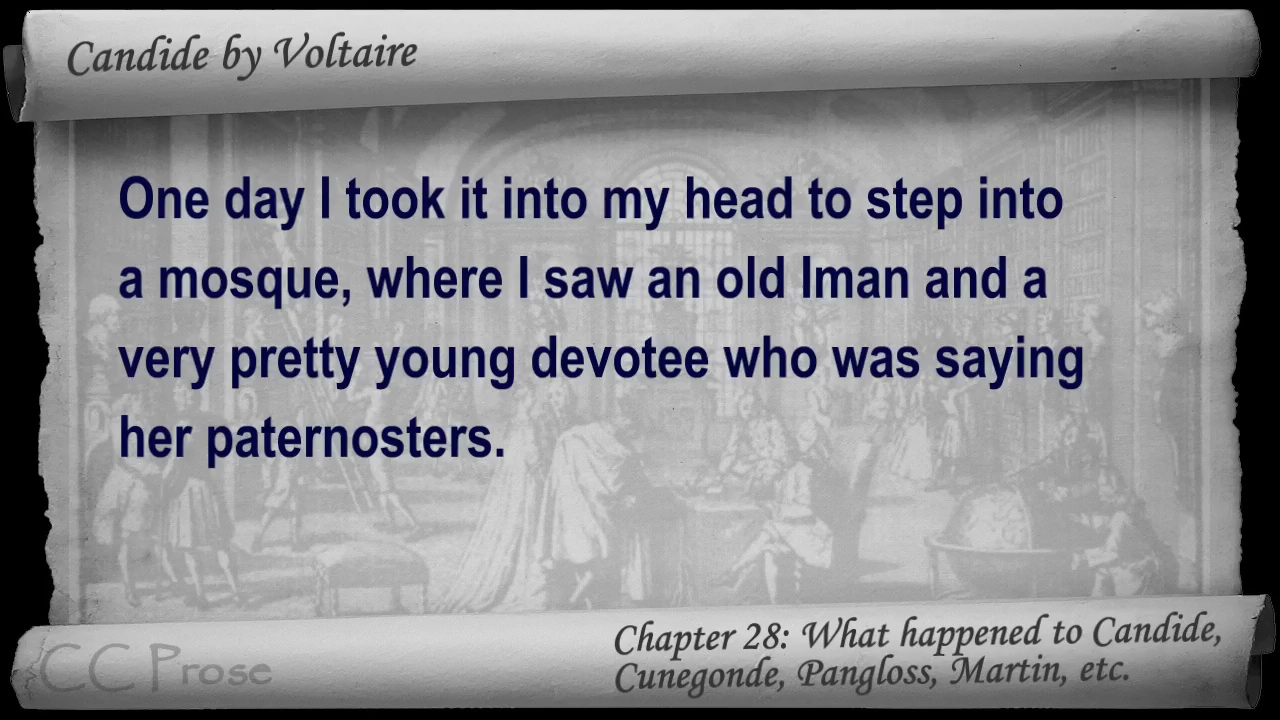 Candide by Voltaire
One day I took it into my head to step into
a mosque, where I saw an old Iman and a
very pretty young devotee who was saying
her paternosters.
Chapter 28: What happened to Candide,
Cunegonde, Pangloss, Martin, etc.
CC Prose